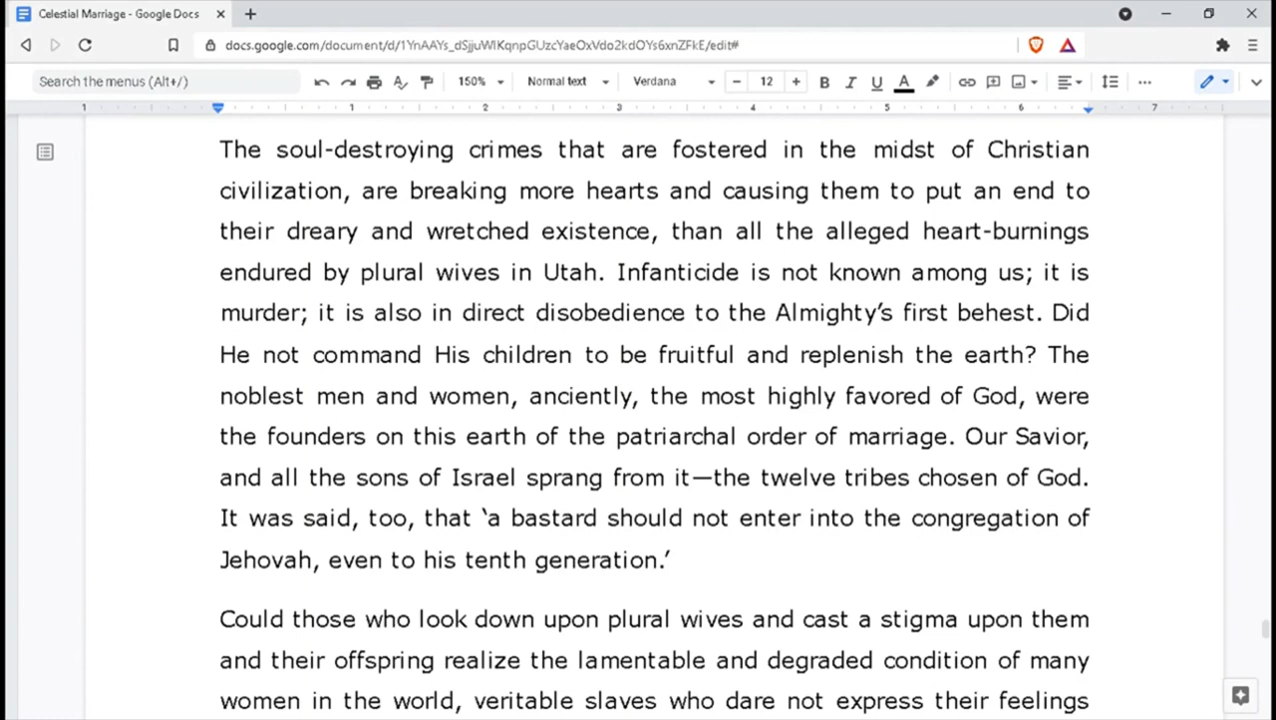 Celestial Marriage - Google Docs
docs.google.com/document/d/1YnAAYs_dSjjuWIKqnpGUzcYaeOxVdo2kdOYs6xnZFkE/edit#
Search the menus (Alt+/) 150% Normal text Verdana 12 B I U A
1 1 2 3 4 5 6 7
The soul-destroying crimes that are fostered in the midst of Christian
civilization, are breaking more hearts and causing them to put an end to
their dreary and wretched existence, than all the alleged heart-burnings
endured by plural wives in Utah. Infanticide is not known among us; it is
murder; it is also in direct disobedience to the Almighty’s first behest. Did
He not command His children to be fruitful and replenish the earth? The
noblest men and women, anciently, the most highly favored of God, were
the founders on this earth of the patriarchal order of marriage. Our Savior,
and all the sons of Israel sprang from it—the twelve tribes chosen of God.
It was said, too, that ‘a bastard should not enter into the congregation of
Jehovah, even to his tenth generation.’
Could those who look down upon plural wives and cast a stigma upon them
and their offspring realize the lamentable and degraded condition of many
women in the world, veritable slaves who dare not express their feelings